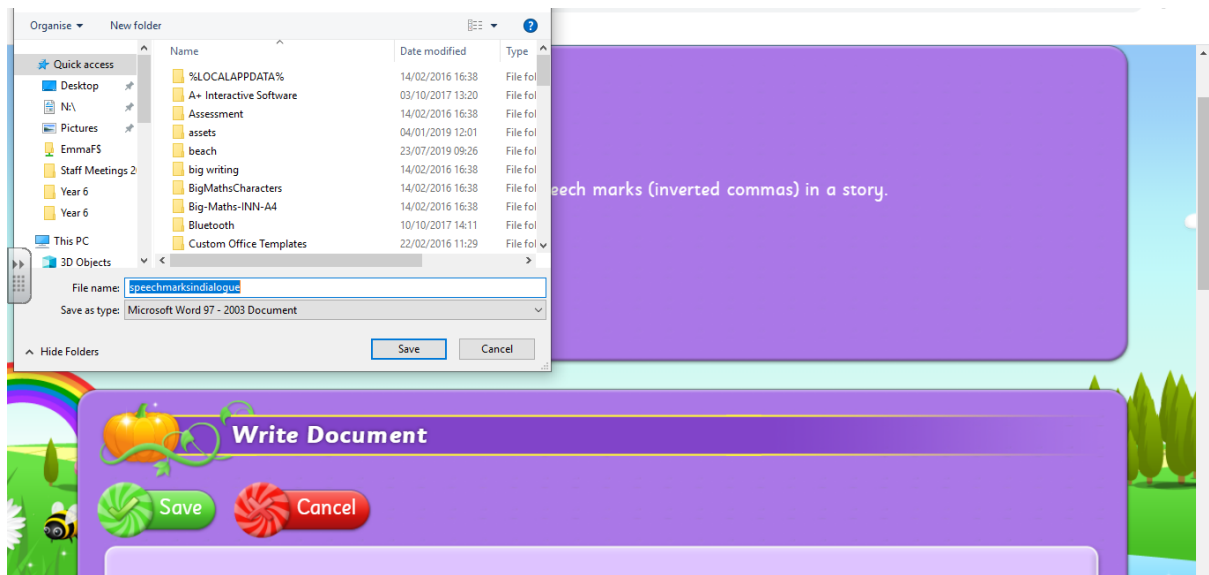 Organise New folder
Name Date modified Type
Quick access
%LOCALAPPDATA% 14/02/2016 16:38 File fol
Desktop
A+ Interactive Software 03/10/2017 13:20 File fol
N:\
Assessment 14/02/2016 16:38 File fol
Pictures
assets 04/01/2019 12:01 File fol
EmmaF$
beach 23/07/2019 09:26 File fol
Staff Meetings 2
big writing 14/02/2016 16:38 File fol
Year 6
BigMathsCharacters 14/02/2016 16:38 File fol
eech marks (inverted commas) in a story.
Year 6
Big-Maths-INN-A4 14/02/2016 16:38 File fol
Bluetooth 10/10/2017 14:11 File fol
This PC
Custom Office Templates 22/02/2016 11:29 File fol
3D Objects
File name: speechmarksindialogue
Save as type: Microsoft Word 97 - 2003 Document
Hide Folders Save Cancel
Write Document
Save Cancel